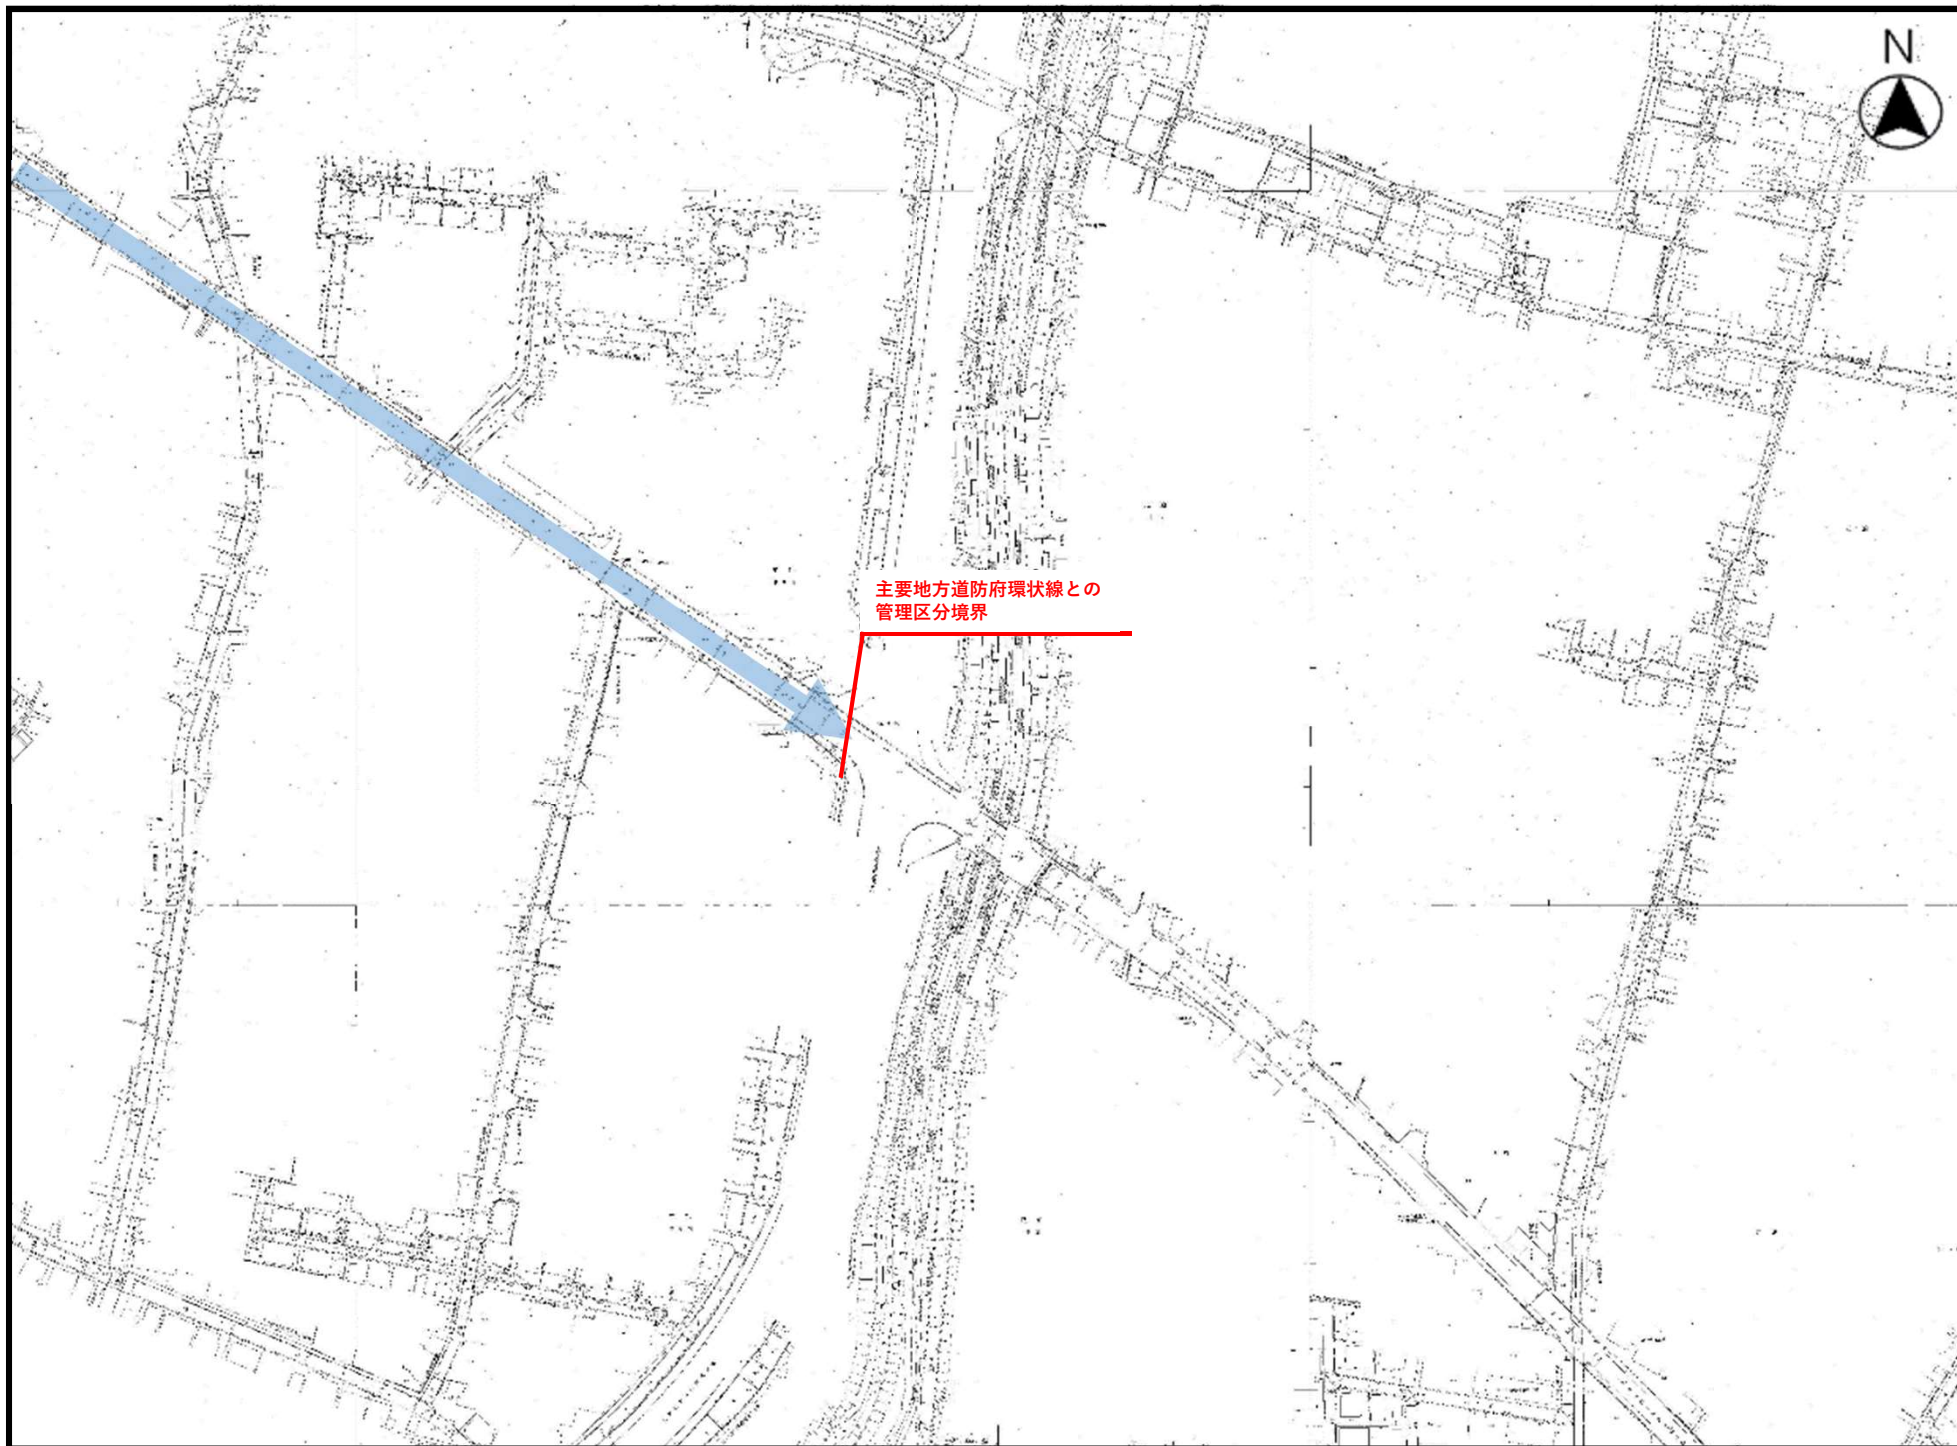 N
主要地方道防府環状線との
管理区分境界